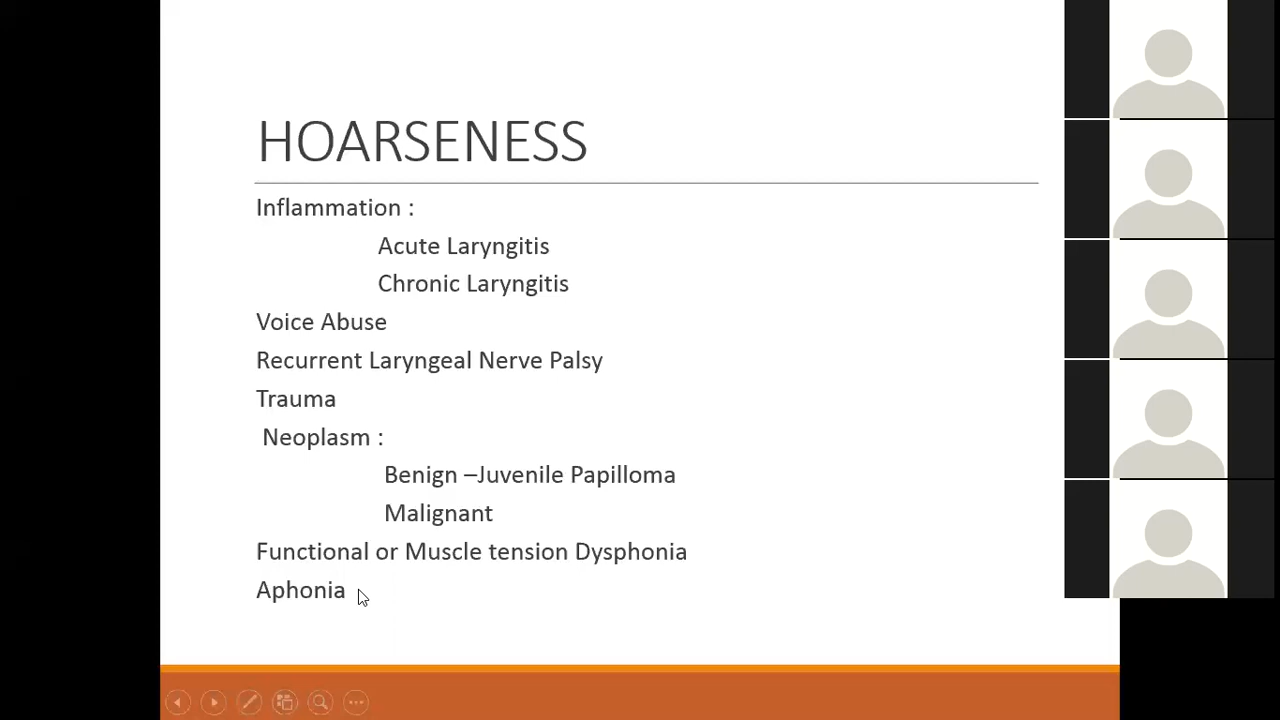 HOARSENESS
Inflammation :
Acute Laryngitis
Chronic Laryngitis
Voice Abuse
Recurrent Laryngeal Nerve Palsy
Trauma
Neoplasm :
Benign –Juvenile Papilloma
Malignant
Functional or Muscle tension Dysphonia
Aphonia